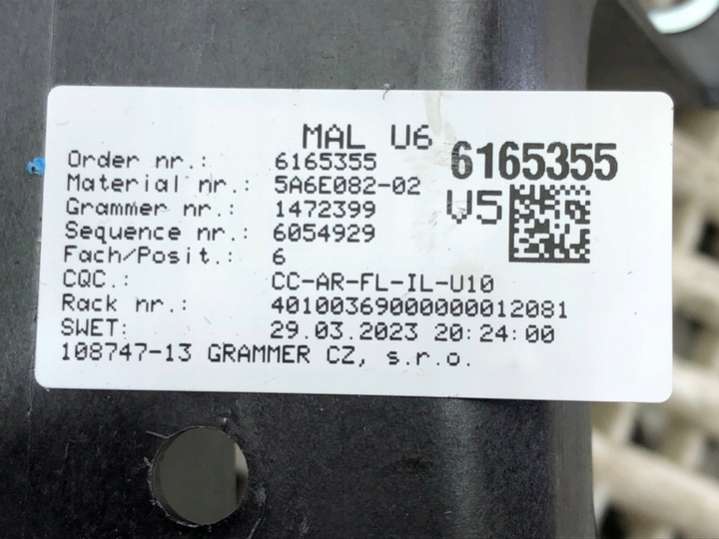 MAL U6
Order nr.: 6165355 6165355
Material nr.: 5A6E082-02
Grammer nr.: 1472399 V5
Sequence nr.: 6054929
Fach/Posit.: 6
CQC.: CC-AR-FL-IL-U10
Rack nr.: 40100369000000012081
SWET: 29.03.2023 20:24:00
108747-13 GRAMMER CZ, s.r.o.